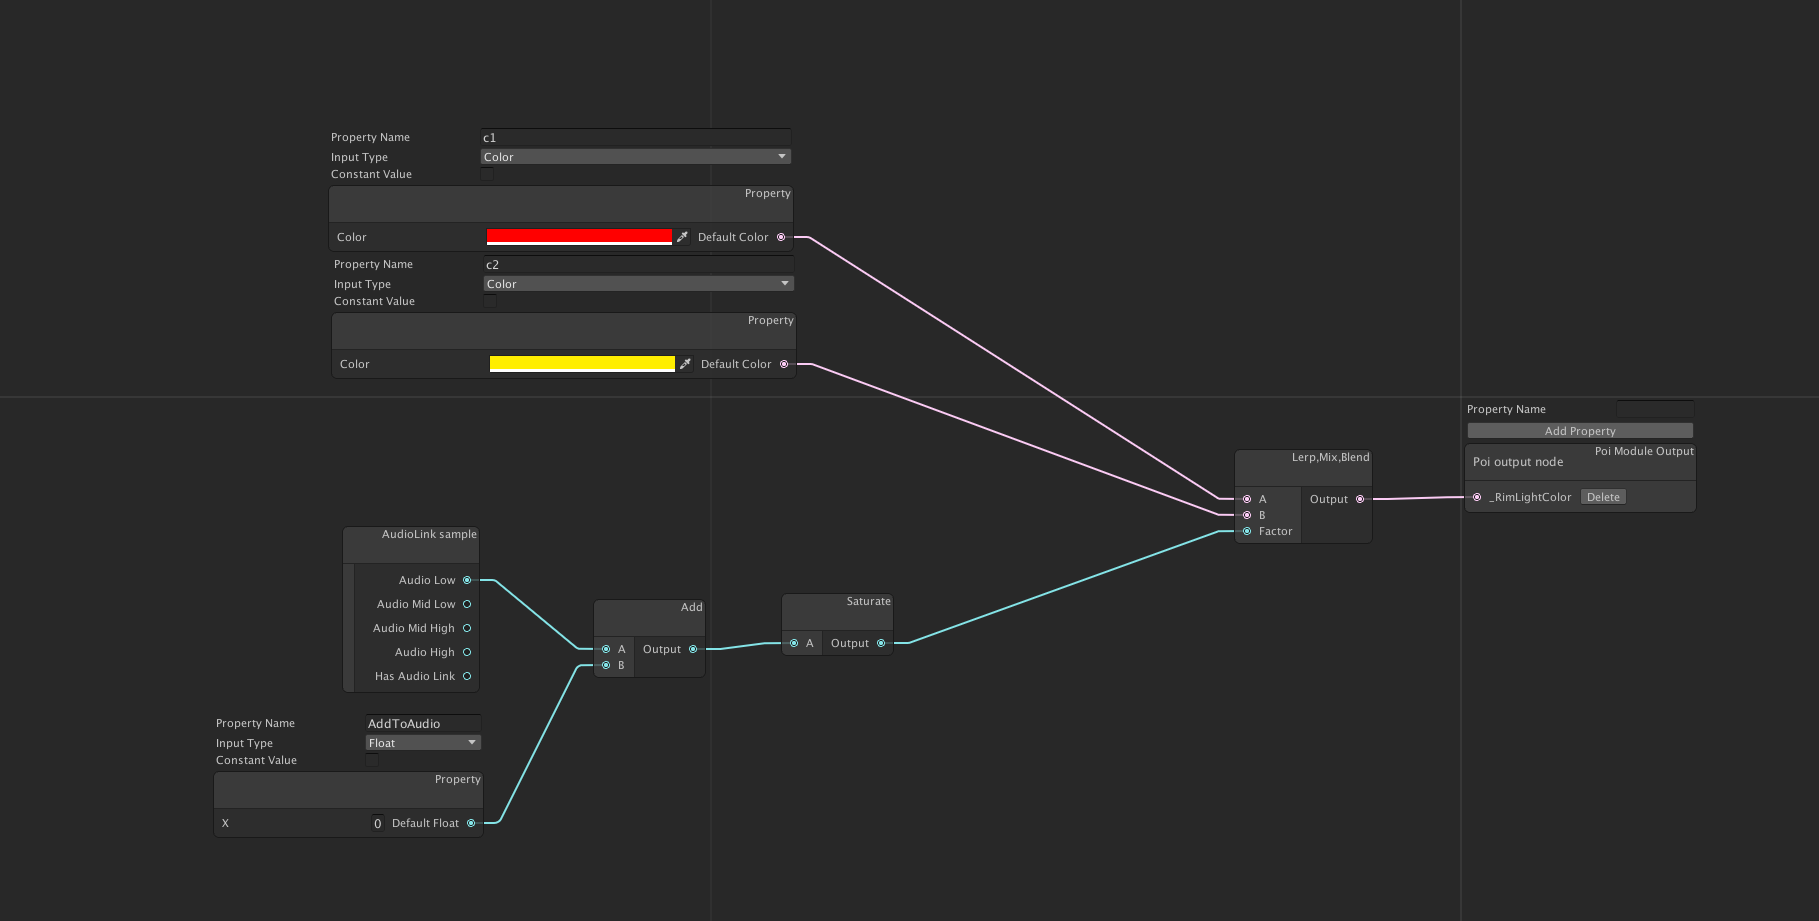 Property Name c1
Input Type Color
Constant Value
Property
Color Default Color
Property Name c2
Input Type Color
Constant Value
Property
Color Default Color
Property Name
Add Property
Poi Module Output
Poi output node
_RimLightColor Delete
Lerp,Mix,Blend
A Output
B
Factor
AudioLink sample
Audio Low
Audio Mid Low
Audio Mid High
Audio High
Has Audio Link
Add
A Output
B
Saturate
A Output
Property Name AddToAudio
Input Type Float
Constant Value
Property
X 0 Default Float